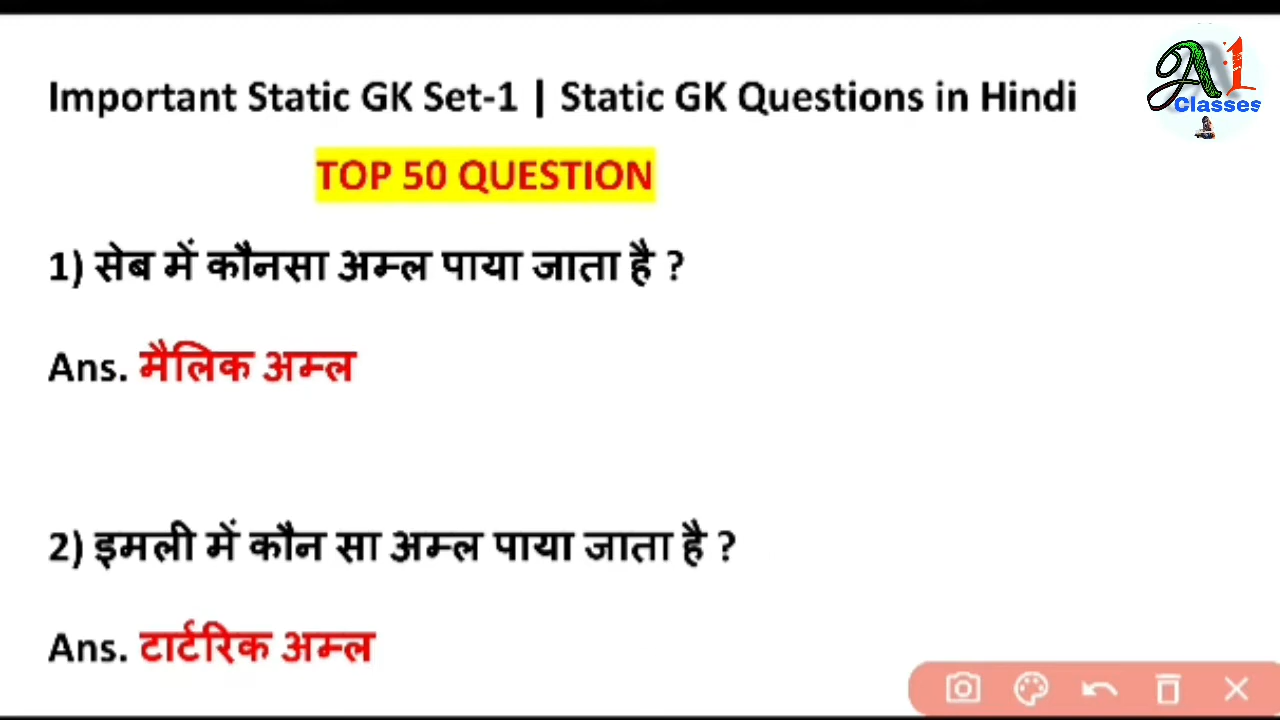 Important Static GK Set-1 | Static GK Questions in Hindi
A1
Classes
TOP 50 QUESTION
1) सेब में कौनसा अम्ल पाया जाता है ?
Ans. मैलिक अम्ल
2) इमली में कौन सा अम्ल पाया जाता है ?
Ans. टार्टरिक अम्ल